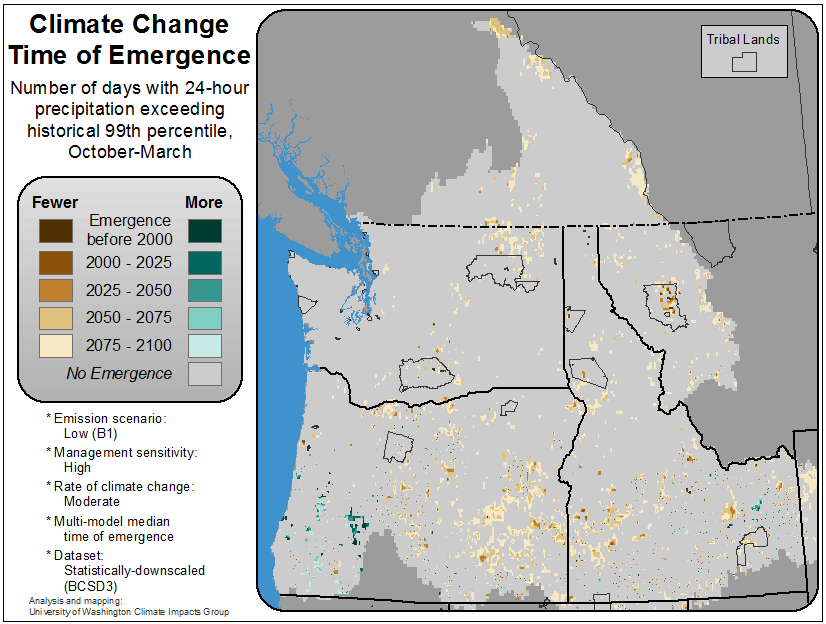 Climate Change
Time of Emergence
Number of days with 24-hour
precipitation exceeding
historical 99th percentile,
October-March
Fewer More
Emergence
before 2000
2000 - 2025
2025 - 2050
2050 - 2075
2075 - 2100
No Emergence
* Emission scenario:
Low (B1)
* Management sensitivity:
High
* Rate of climate change:
Moderate
* Multi-model median
time of emergence
* Dataset:
Statistically-downscaled
(BCSD3)
Analysis and mapping:
University of Washington Climate Impacts Group
Tribal Lands